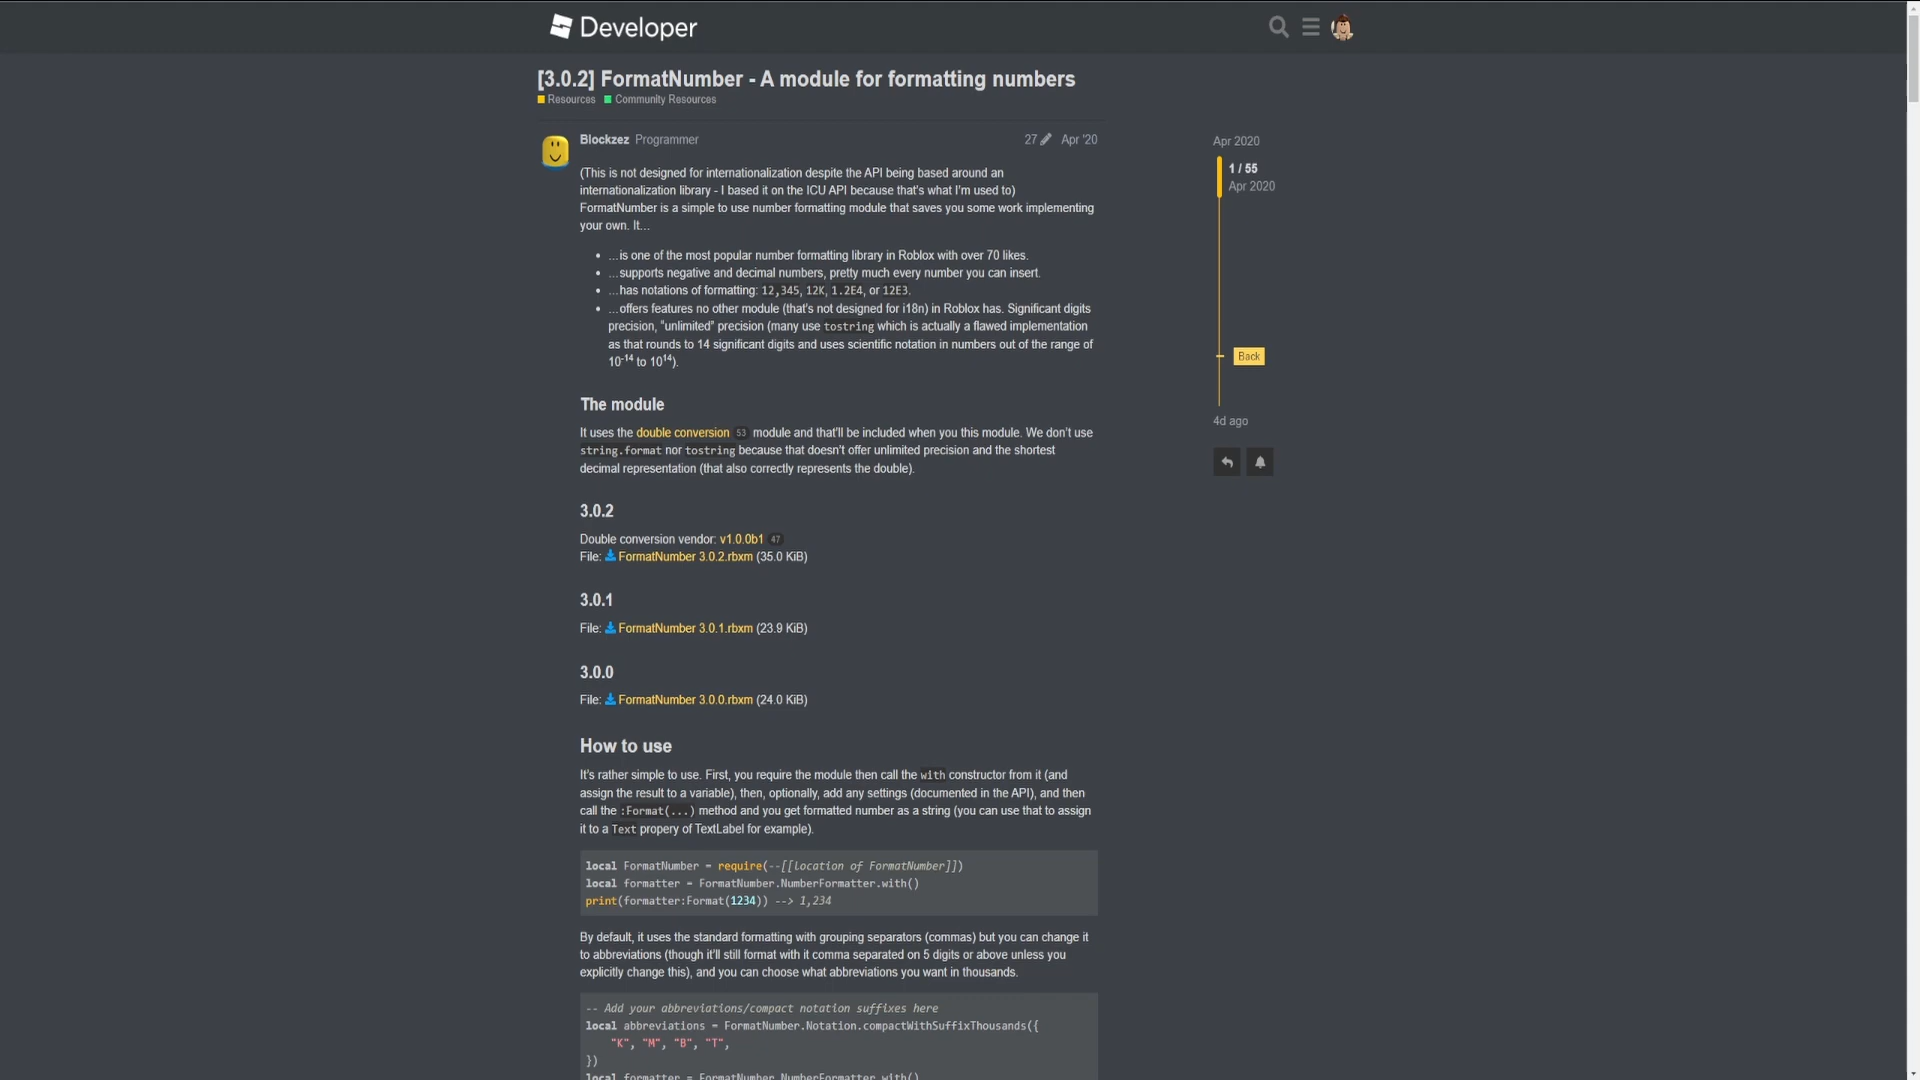 Developer
[3.0.2] FormatNumber - A module for formatting numbers
Resources Community Resources
Blockzez Programmer 27 Apr '20
(This is not designed for internationalization despite the API being based around an
internationalization library - I based it on the ICU API because that's what I'm used to)
FormatNumber is a simple to use number formatting module that saves you some work implementing
your own. It…
• …is one of the most popular number formatting library in Roblox with over 70 likes.
• …supports negative and decimal numbers, pretty much every number you can insert.
• …has notations of formatting: 12,345, 12K, 1.2E4, or 12E3.
• …offers features no other module (that's not designed for i18n) in Roblox has. Significant digits
precision, “unlimited” precision (many use tostring which is actually a flawed implementation
as that rounds to 14 significant digits and uses scientific notation in numbers out of the range of
10-14 to 1014).
The module
It uses the double conversion 53 module and that'll be included when you this module. We don't use
string.format nor tostring because that doesn't offer unlimited precision and the shortest
decimal representation (that also correctly represents the double).
3.0.2
Double conversion vendor: v1.0.0b1 47
File: FormatNumber 3.0.2.rbxm (35.0 KiB)
3.0.1
File: FormatNumber 3.0.1.rbxm (23.9 KiB)
3.0.0
File: FormatNumber 3.0.0.rbxm (24.0 KiB)
How to use
It's rather simple to use. First, you require the module then call the with constructor from it (and
assign the result to a variable), then, optionally, add any settings (documented in the API), and then
call the :Format(...) method and you get formatted number as a string (you can use that to assign
it to a Text propery of TextLabel for example).
local FormatNumber = require(--[[location of FormatNumber]])
local formatter = FormatNumber.NumberFormatter.with()
print(formatter:Format(1234)) --> 1,234
By default, it uses the standard formatting with grouping separators (commas) but you can change it
to abbreviations (though it'll still format with it comma separated on 5 digits or above unless you
explicitly change this), and you can choose what abbreviations you want in thousands.
-- Add your abbreviations/compact notation suffixes here
local abbreviations = FormatNumber.Notation.compactWithSuffixThousands({
"K", "M", "B", "T",
})
local formatter = FormatNumber.NumberFormatter.with()
Apr 2020
1 / 55
Apr 2020
Back
4d ago